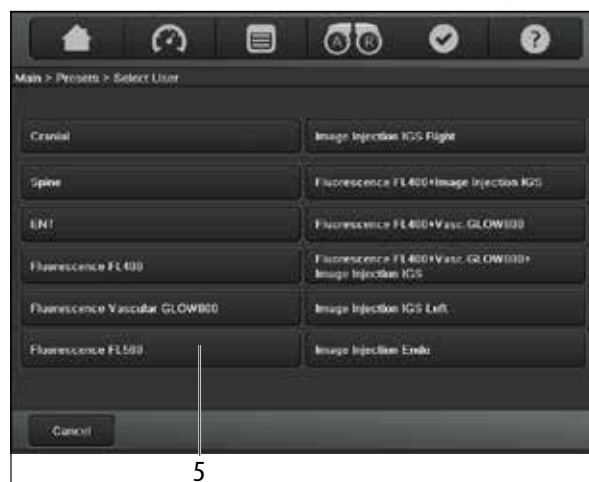 A R ?
Main > Presets > Select User
Cranial
Image Injection IGS Right
Spine
Fluorescence FL400+Image Injection IGS
ENT
Fluorescence FL400+Vasc. GLOW800
Fluorescence FL400
Fluorescence FL400+Vasc. GLOW800+
Image Injection IGS
Fluorescence Vascular GLOW800
Image Injection IGS Left
Fluorescence FL560
Image Injection Endo
Cancel
5